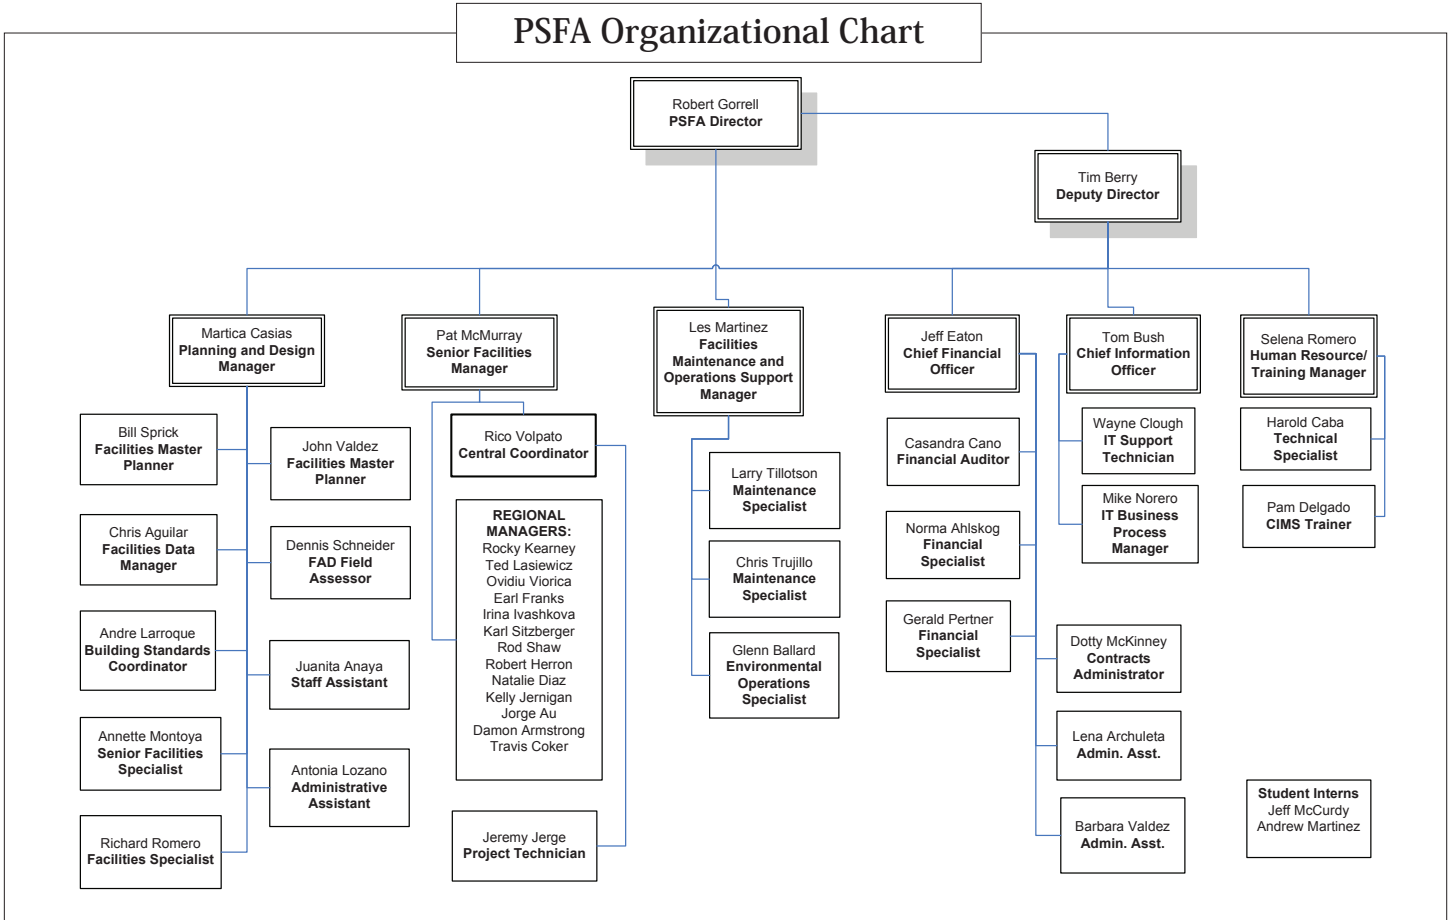 PSFA Organizational Chart
Robert Gorrell
PSFA Director
Tim Berry
Deputy Director
Martica Casias
Planning and Design
Manager
Pat McMurray
Senior Facilities
Manager
Les Martinez
Facilities
Maintenance and
Operations Support
Manager
Jeff Eaton
Chief Financial
Officer
Tom Bush
Chief Information
Officer
Selena Romero
Human Resource/
Training Manager
Bill Sprick
Facilities Master
Planner
John Valdez
Facilities Master
Planner
Chris Aguilar
Facilities Data
Manager
Dennis Schneider
FAD Field
Assessor
Andre Larroque
Building Standards
Coordinator
Juanita Anaya
Staff Assistant
Annette Montoya
Senior Facilities
Specialist
Antonia Lozano
Administrative
Assistant
Richard Romero
Facilities Specialist
Rico Volpato
Central Coordinator
REGIONAL
MANAGERS:
Rocky Kearney
Ted Lasiewicz
Ovidiu Viorica
Earl Franks
Irina Ivashkova
Karl Sitzberger
Rod Shaw
Robert Herron
Natalie Diaz
Kelly Jernigan
Jorge Au
Damon Armstrong
Travis Coker
Jeremy Jerge
Project Technician
Larry Tillotson
Maintenance
Specialist
Chris Trujillo
Maintenance
Specialist
Glenn Ballard
Environmental
Operations
Specialist
Casandra Cano
Financial Auditor
Norma Ahlskog
Financial
Specialist
Gerald Pertner
Financial
Specialist
Dotty McKinney
Contracts
Administrator
Lena Archuleta
Admin. Asst.
Barbara Valdez
Admin. Asst.
Wayne Clough
IT Support
Technician
Mike Norero
IT Business
Process
Manager
Harold Caba
Technical
Specialist
Pam Delgado
CIMS Trainer
Student Interns
Jeff McCurdy
Andrew Martinez